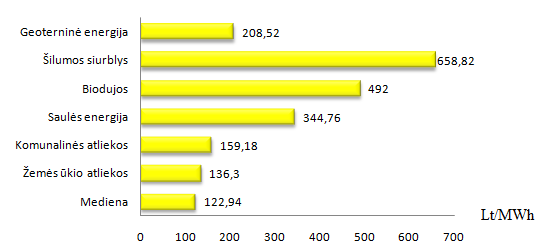 Geoterninė energija 208,52
Šilumos siurblys 658,82
Biodujos 492
Saulės energija 344,76
Komunalinės atliekos 159,18
Žemės ūkio atliekos 136,3
Mediena 122,94
Lt/MWh
0 100 200 300 400 500 600 700